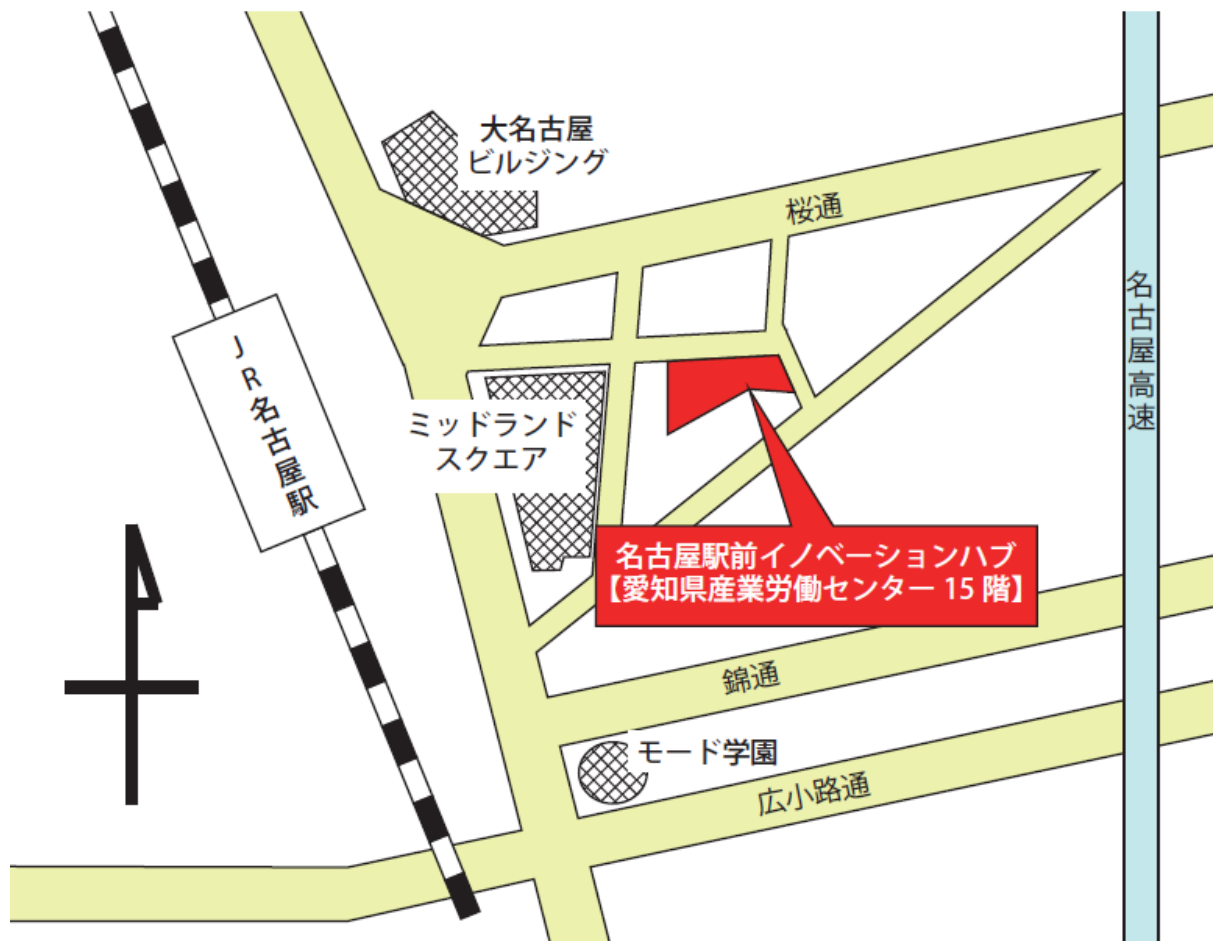 大名古屋
ビルジング
桜通
名古屋高速
JR名古屋駅
ミッドランド
スクエア
名古屋駅前イノベーションハブ
【愛知県産業労働センター 15 階】
錦通
モード学園
広小路通